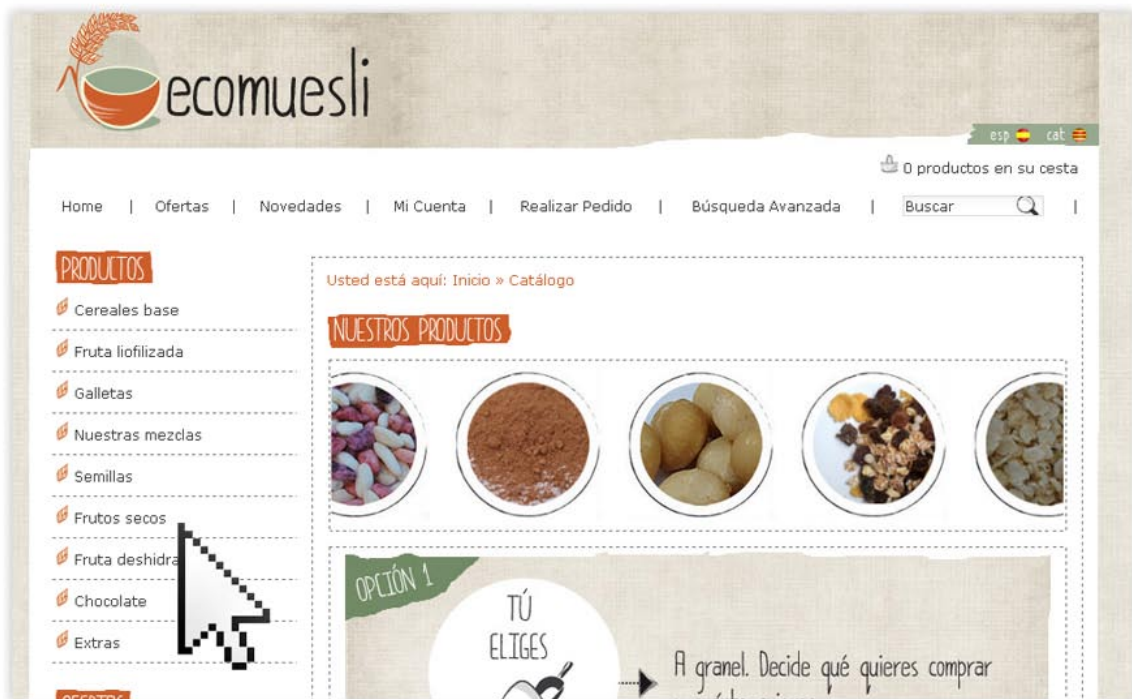 ecomuesli
esp cat
0 productos en su cesta
Home | Ofertas | Novedades | Mi Cuenta | Realizar Pedido | Búsqueda Avanzada | Buscar |
PRODUCTOS
Cereales base
Fruta liofilizada
Galletas
Nuestras mezclas
Semillas
Frutos secos
Fruta deshidra
Chocolate
Extras
Usted está aquí: Inicio » Catálogo
NUESTROS PRODUCTOS
OPCIÓN 1
TÚ
ELIGES
A granel. Decide qué quieres comprar